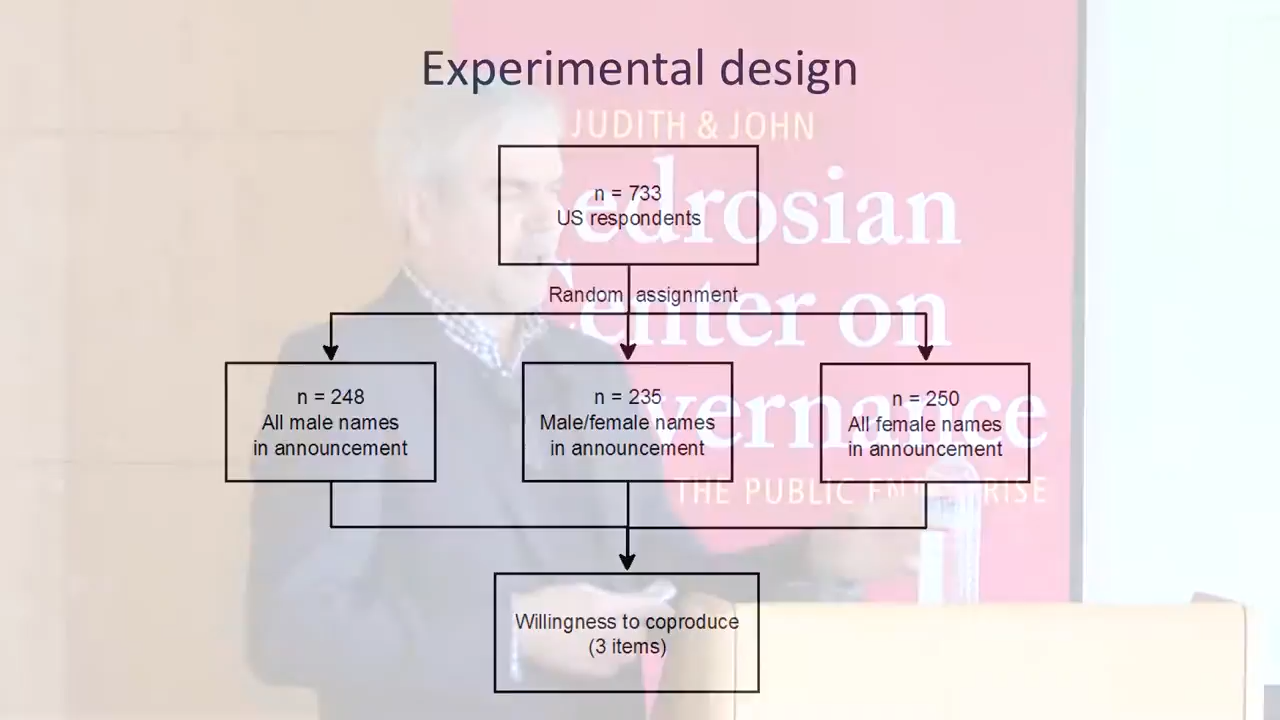 Experimental design
JUDITH & JOHN
edrosian
n = 733
US respondents
Random assignment
enter on
n = 248
All male names
in announcement
n = 235
Male/female names
in announcement
n = 250
All female names
in announcement
vernance
THE PUBLIC ENTERPRISE
Willingness to coproduce
(3 items)